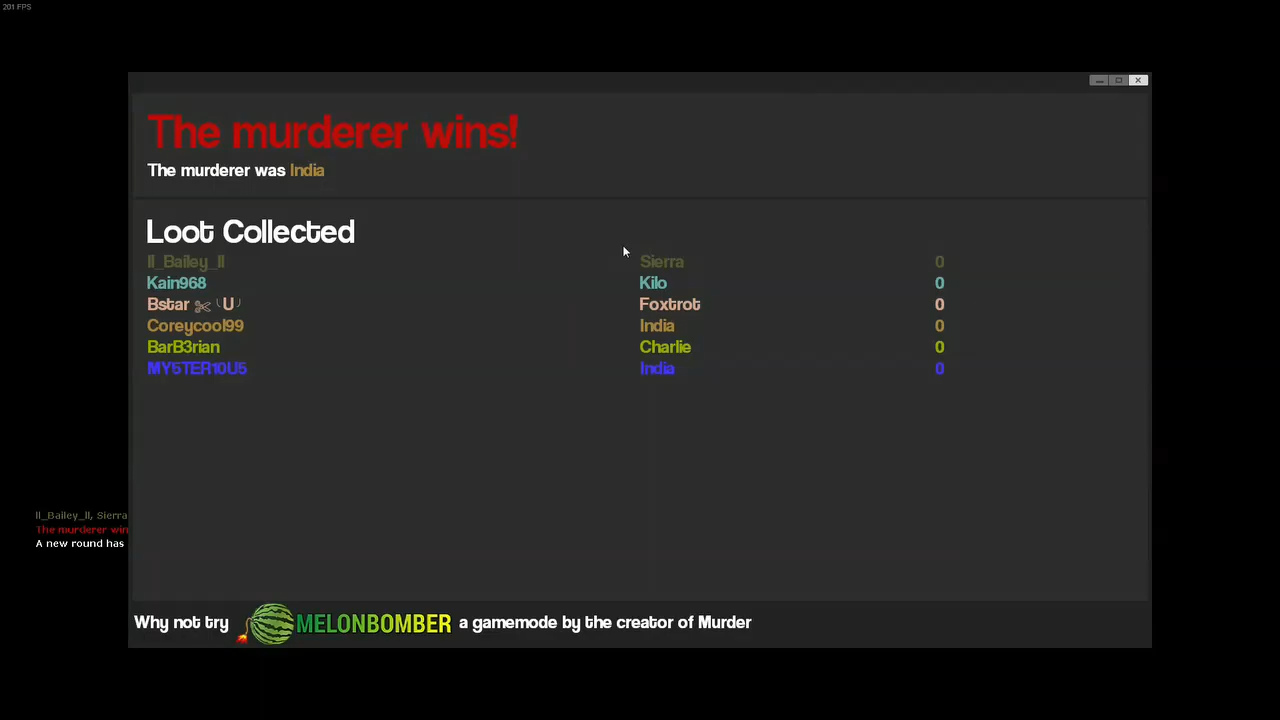 201 FPS
The murderer wins!
The murderer was India
Loot Collected
ll_Bailey_ll Sierra 0
Kain968 Kilo 0
Bstar ✂╰U╯ Foxtrot 0
Coreycool99 India 0
BarB3rian Charlie 0
MY5TER10U5 India 0
ll_Bailey_ll, Sierra
The murderer win
A new round has
Why not try MELONBOMBER a gamemode by the creator of Murder